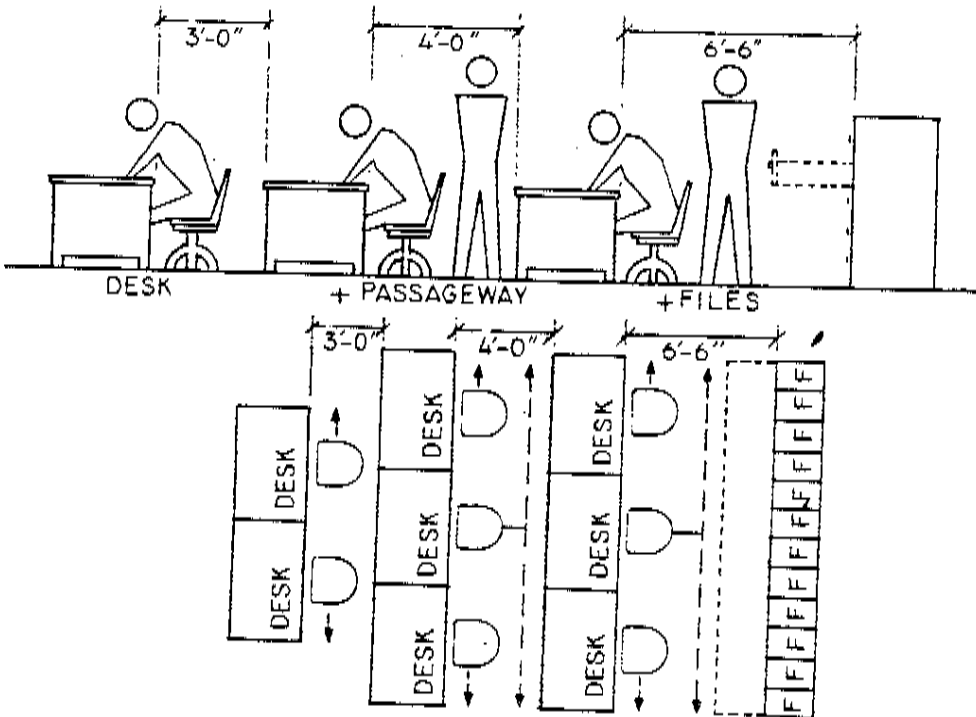 3'-0"
4'-0"
6'-6"
DESK
+ PASSAGEWAY
+ FILES
3'-0"
4'-0"
6'-6"
DESK
DESK
DESK
DESK
DESK
DESK
DESK
DESK
F F
F F
F F
F F
F F
F F
F F
F F
F F
F F
F F
F F